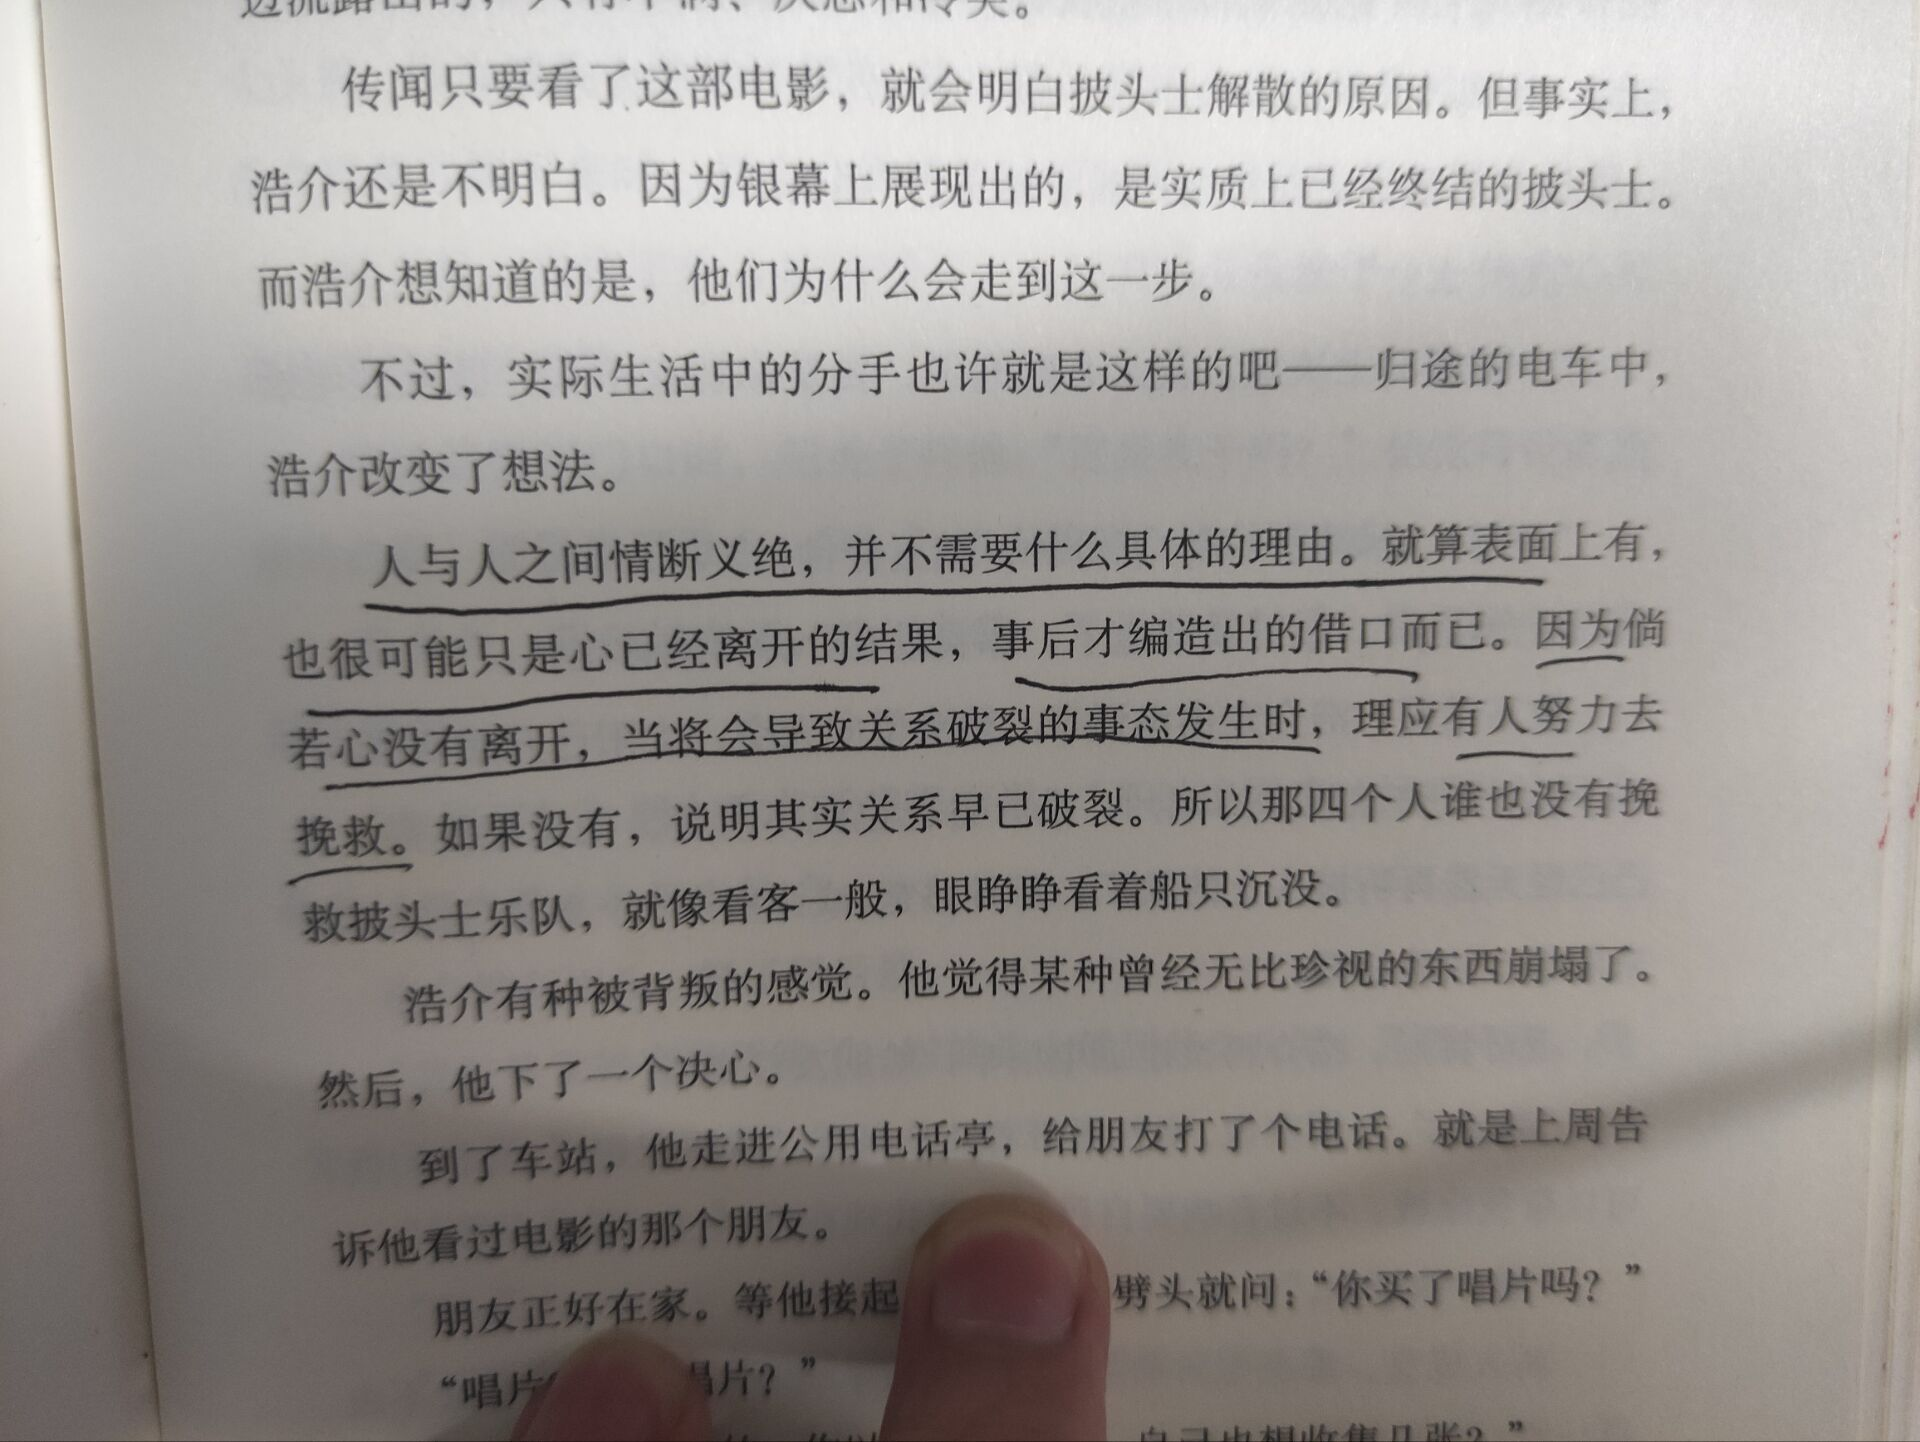 传闻只要看了这部电影，就会明白披头士解散的原因。但事实上，
浩介还是不明白。因为银幕上展现出的，是实质上已经终结的披头士。
而浩介想知道的是，他们为什么会走到这一步。
不过，实际生活中的分手也许就是这样的吧——归途的电车中，
浩介改变了想法。
人与人之间情断义绝，并不需要什么具体的理由。就算表面上有，
也很可能只是心已经离开的结果，事后才编造出的借口而已。因为倘
若心没有离开，当将会导致关系破裂的事态发生时，理应有人努力去
挽救。如果没有，说明其实关系早已破裂。所以那四个人谁也没有挽
救披头士乐队，就像看客一般，眼睁睁看着船只沉没。
浩介有种被背叛的感觉。他觉得某种曾经无比珍视的东西崩塌了。
然后，他下了一个决心。
到了车站，他走进公用电话亭，给朋友打了个电话。就是上周告
诉他看过电影的那个朋友。
朋友正好在家。等他接起 劈头就问：“你买了唱片吗？”
“唱片 唱片？”
自己也想收集几张？”